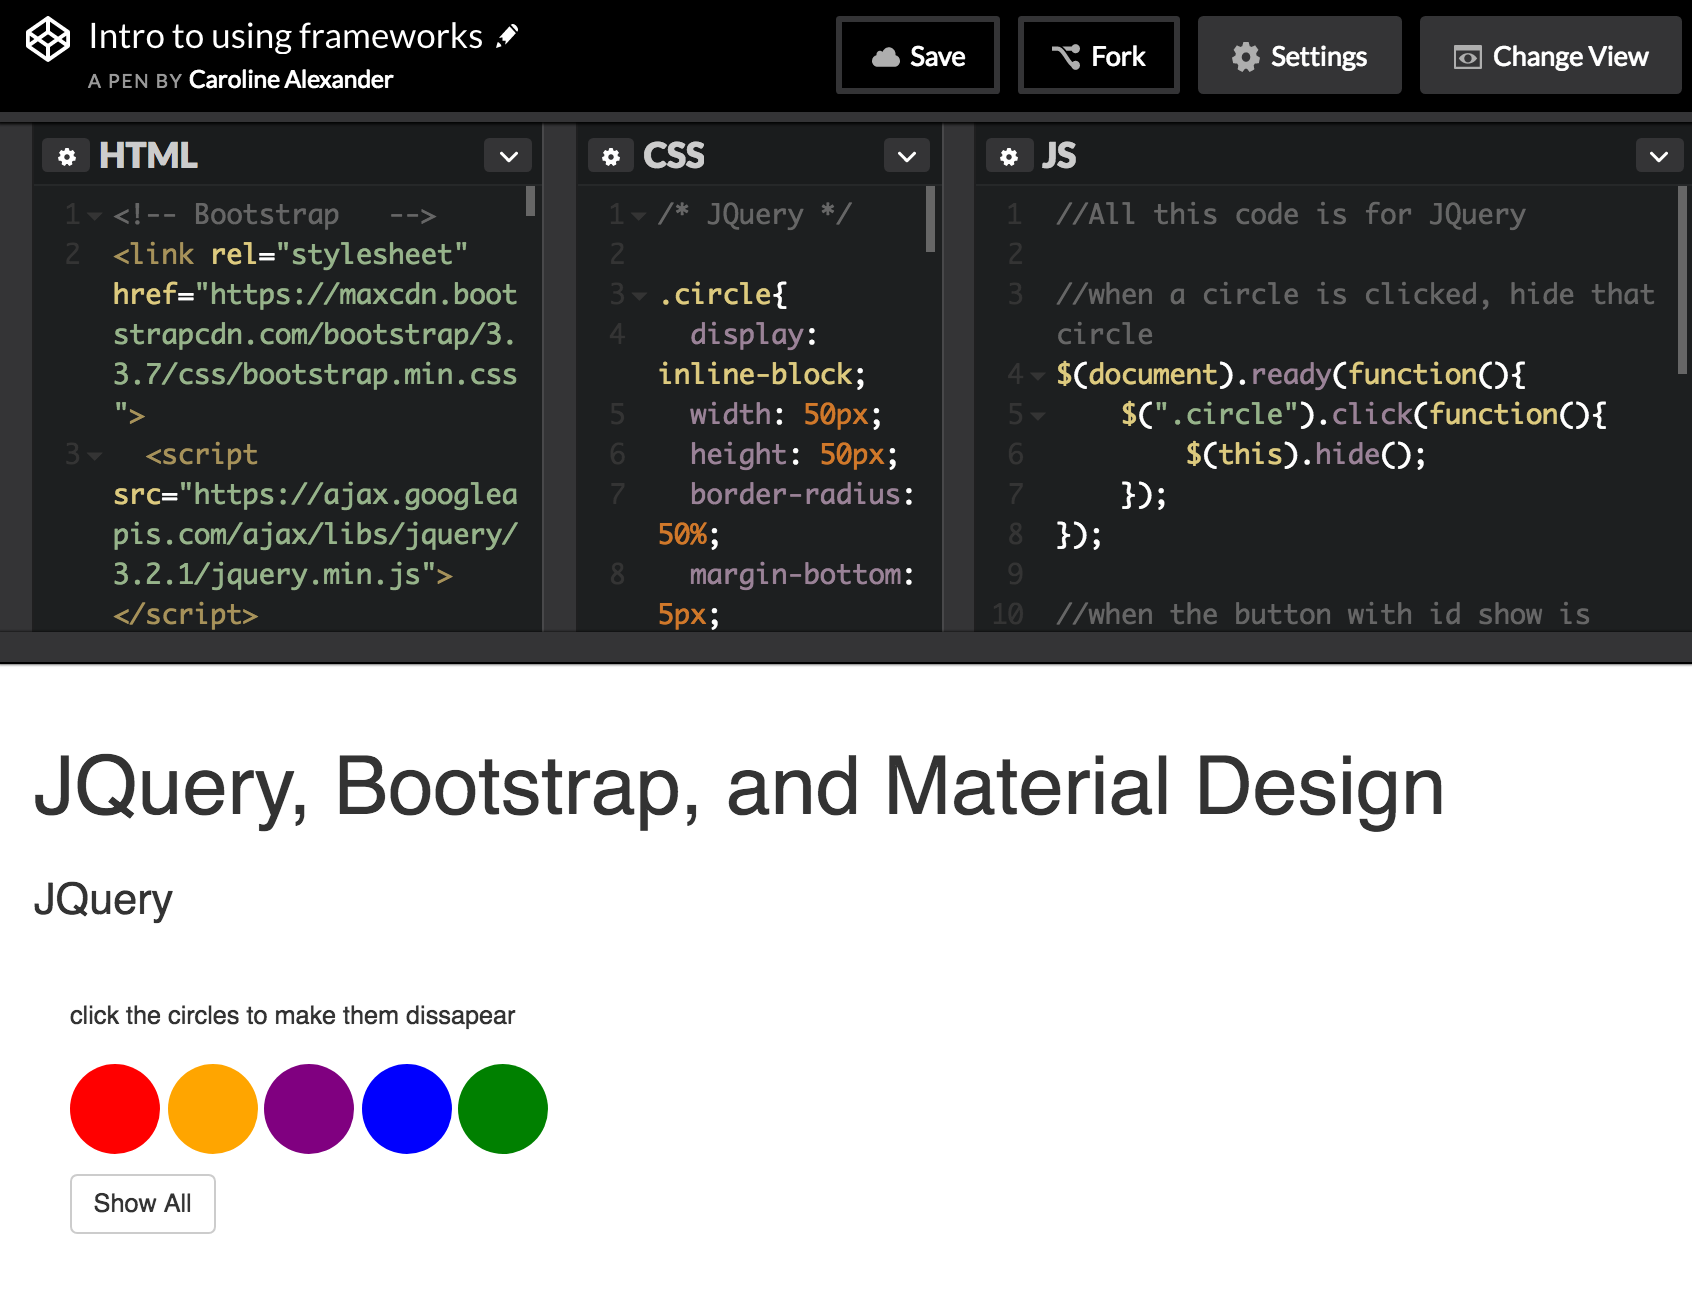 Intro to using frameworks
A PEN BY Caroline Alexander
Save
Fork
Settings
Change View
HTML
1 <!-- Bootstrap   -->
2 <link rel="stylesheet"
href="https://maxcdn.boot
strapcdn.com/bootstrap/3.
3.7/css/bootstrap.min.css
">
3   <script
src="https://ajax.googlea
pis.com/ajax/libs/jquery/
3.2.1/jquery.min.js">
</script>
CSS
1 /* JQuery */
2
3 .circle{
4   display:
inline-block;
5   width: 50px;
6   height: 50px;
7   border-radius:
50%;
8   margin-bottom:
5px;
JS
1 //All this code is for JQuery
2
3 //when a circle is clicked, hide that
circle
4 $(document).ready(function(){
5     $(".circle").click(function(){
6         $(this).hide();
7     });
8 });
9
10 //when the button with id show is
JQuery, Bootstrap, and Material Design
JQuery
click the circles to make them dissapear
Show All